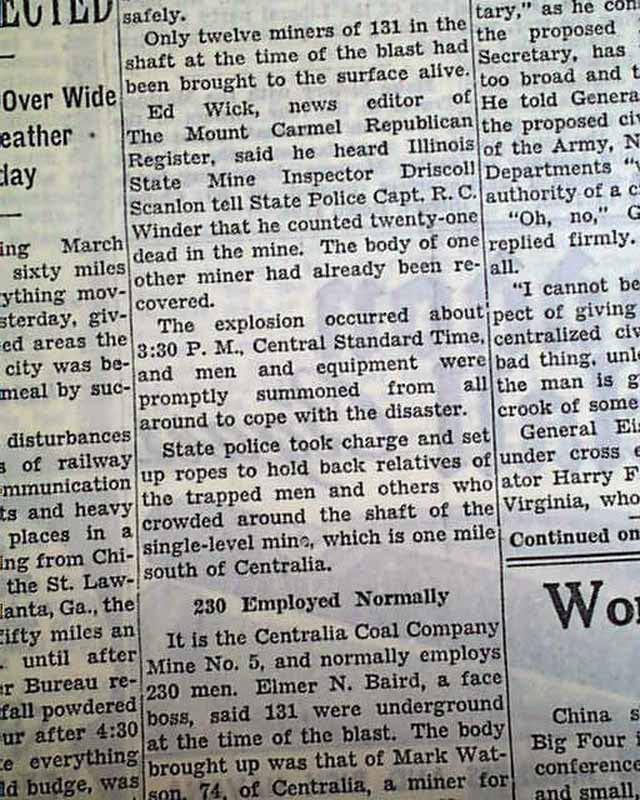 ECTED
Over Wide
eather
day
ing March
sixty miles
ything mov-
sterday, giv-
ed areas the
city was be-
meal by suc-
disturbances
s of railway
mmunication
ts and heavy
places in a
ing from Chi-
the St. Law-
lanta, Ga., the
fifty miles an
until after
r Bureau re-
fall powdered
ur after 4:30
e everything
ld budge, was
safely.
Only twelve miners of 131 in the
shaft at the time of the blast had
been brought to the surface alive.
Ed Wick, news editor of
The Mount Carmel Republican
Register, said he heard Illinois
State Mine Inspector Driscoll
Scanlon tell State Police Capt. R. C.
Winder that he counted twenty-one
dead in the mine. The body of one
other miner had already been re-
covered.
The explosion occurred about
3:30 P. M., Central Standard Time,
and men and equipment were
promptly summoned from all
around to cope with the disaster.
State police took charge and set
up ropes to hold back relatives of
the trapped men and others who
crowded around the shaft of the
single-level mine, which is one mile
south of Centralia.
230 Employed Normally
It is the Centralia Coal Company
Mine No. 5, and normally employs
230 men. Elmer N. Baird, a face
boss, said 131 were underground
at the time of the blast. The body
brought up was that of Mark Wat-
son, 74, of Centralia, a miner for
tary," as he con
the proposed
Secretary, has
too broad and t
He told Genera
the proposed civ
of the Army, N
Departments "
authority of a c
"Oh, no," G
replied firmly.
all.
"I cannot be
pect of giving
centralized civ
bad thing, unl
the man is g
crook of some
General Eis
under cross e
ator Harry F
Virginia, who
Continued on
Wor
China s
Big Four i
conference
and small,